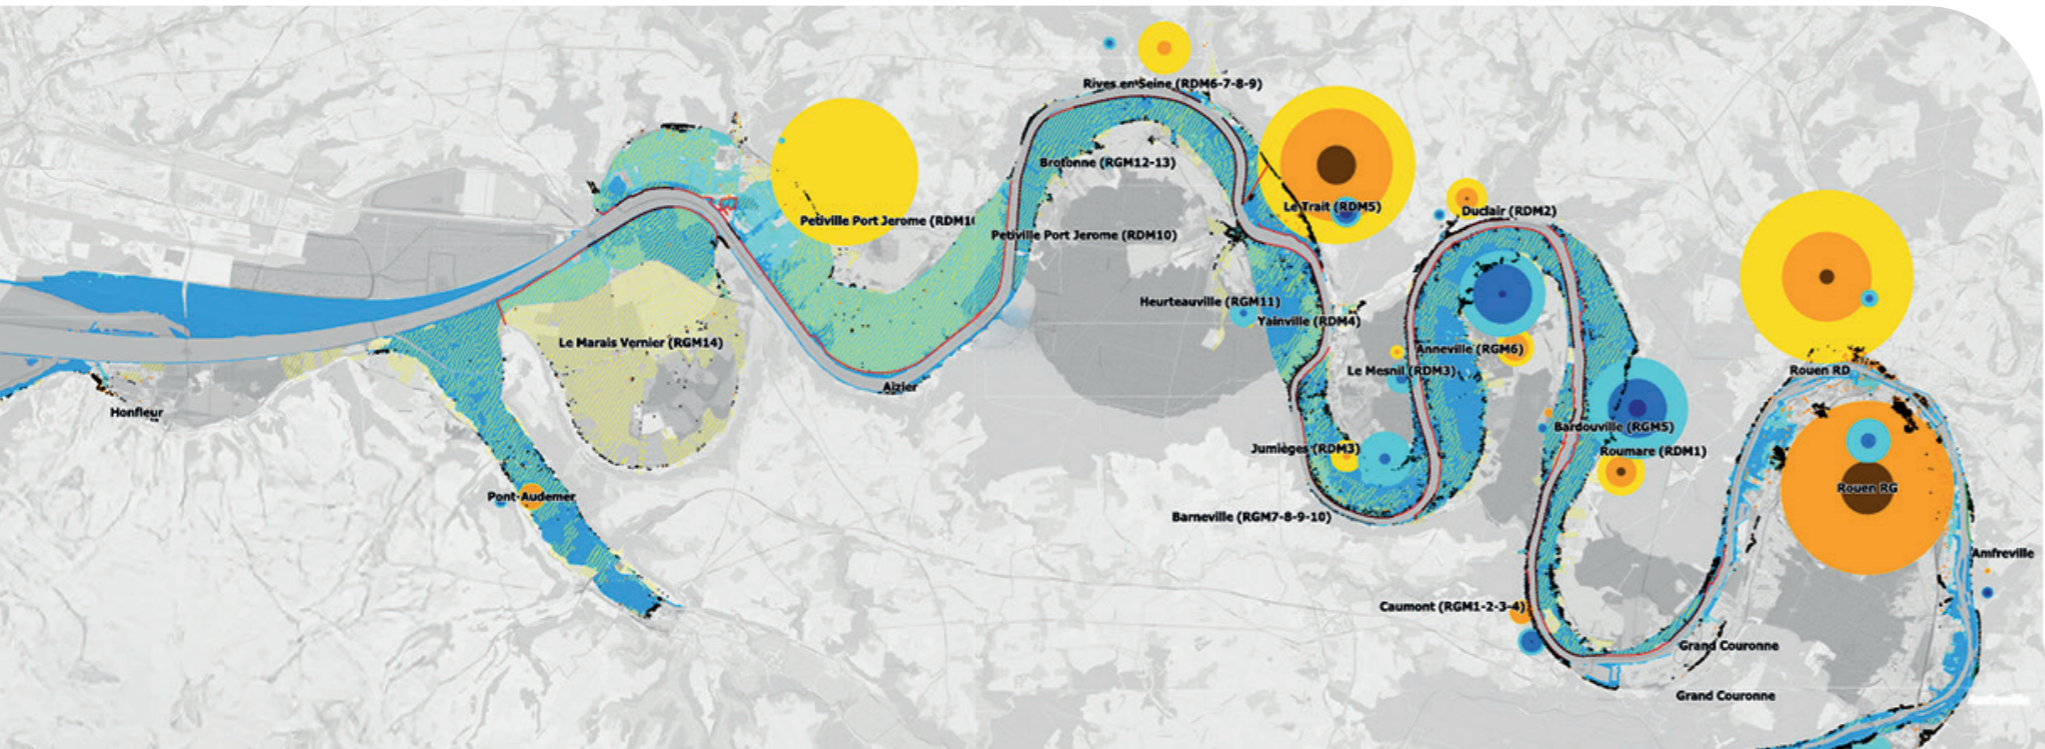 Rives en Seine (RDM6-7-8-9)
Brotonne (RGM12-13)
Le Trait (RDM5)
Duclair (RDM2)
Petiville Port Jerome (RDM10
Petiville Port Jerome (RDM10)
Heurteauville (RGM11)
Yainville (RDM4)
Le Marais Vernier (RGM14)
Anneville (RGM6)
Le Mesnil (RDM3)
Rouen RD
Aizier
Honfleur
Bardouville (RGM5)
Jumièges (RDM3)
Roumare (RDM1)
Rouen RG
Pont-Audemer
Barneville (RGM7-8-9-10)
Amfreville
Caumont (RGM1-2-3-4)
Grand Couronne
Grand Couronne